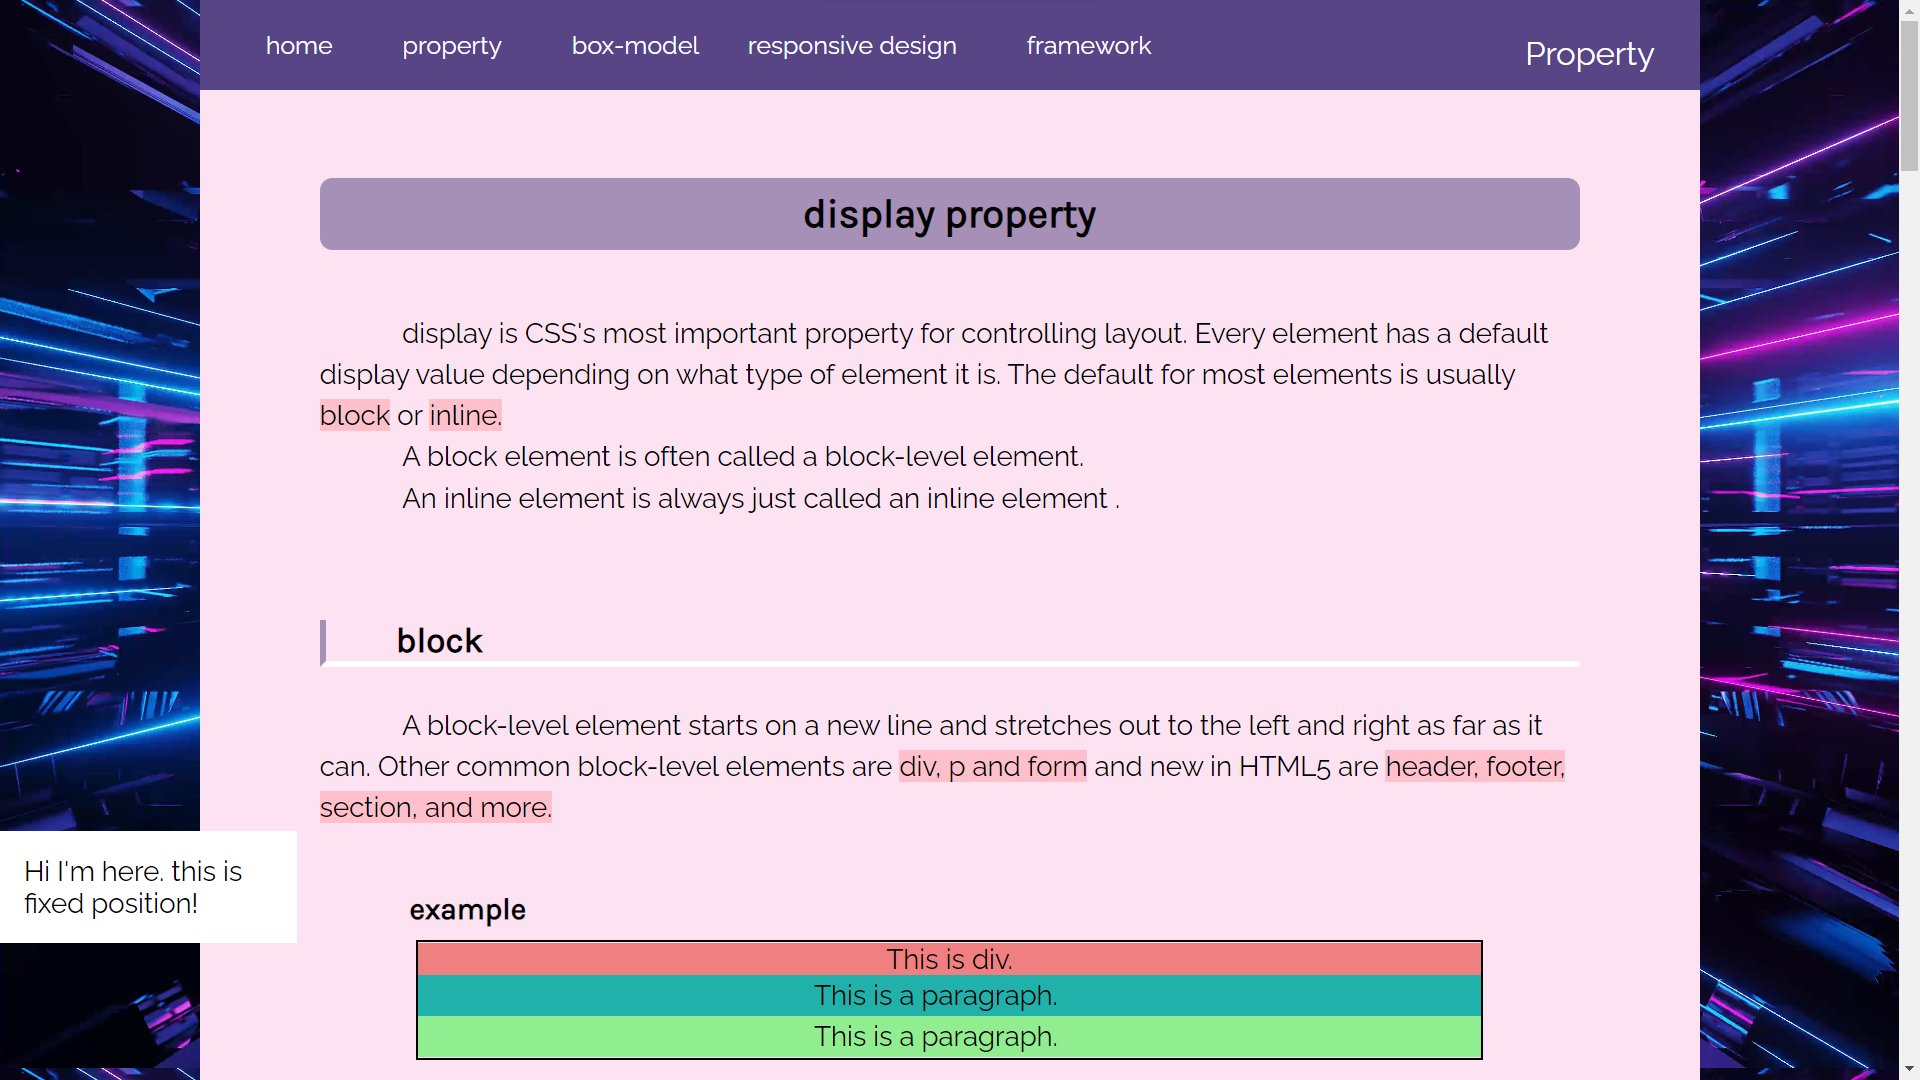 home property box-model responsive design framework Property
display property
display is CSS's most important property for controlling layout. Every element has a default
display value depending on what type of element it is. The default for most elements is usually
block or inline.
A block element is often called a block-level element.
An inline element is always just called an inline element .
block
A block-level element starts on a new line and stretches out to the left and right as far as it
can. Other common block-level elements are div, p and form and new in HTML5 are header, footer,
section, and more.
Hi I'm here. this is
fixed position!
example
This is div.
This is a paragraph.
This is a paragraph.